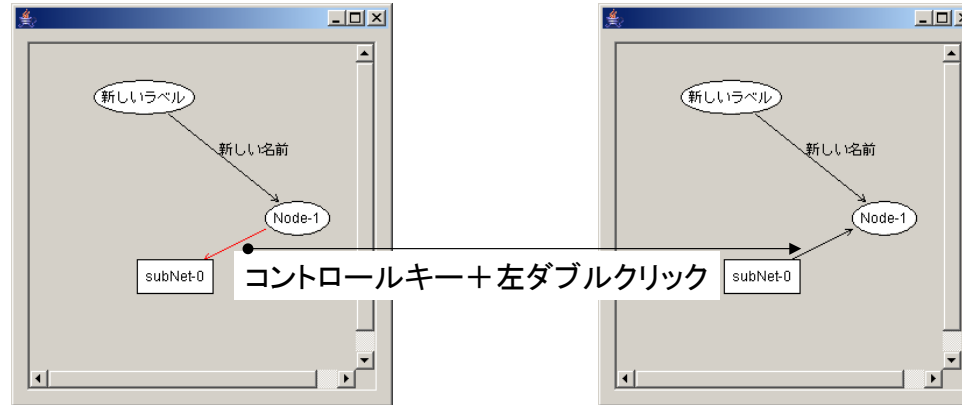 新しいラベル
新しい名前
Node-1
subNet-0
コントロールキー＋左ダブルクリック
新しいラベル
新しい名前
Node-1
subNet-0